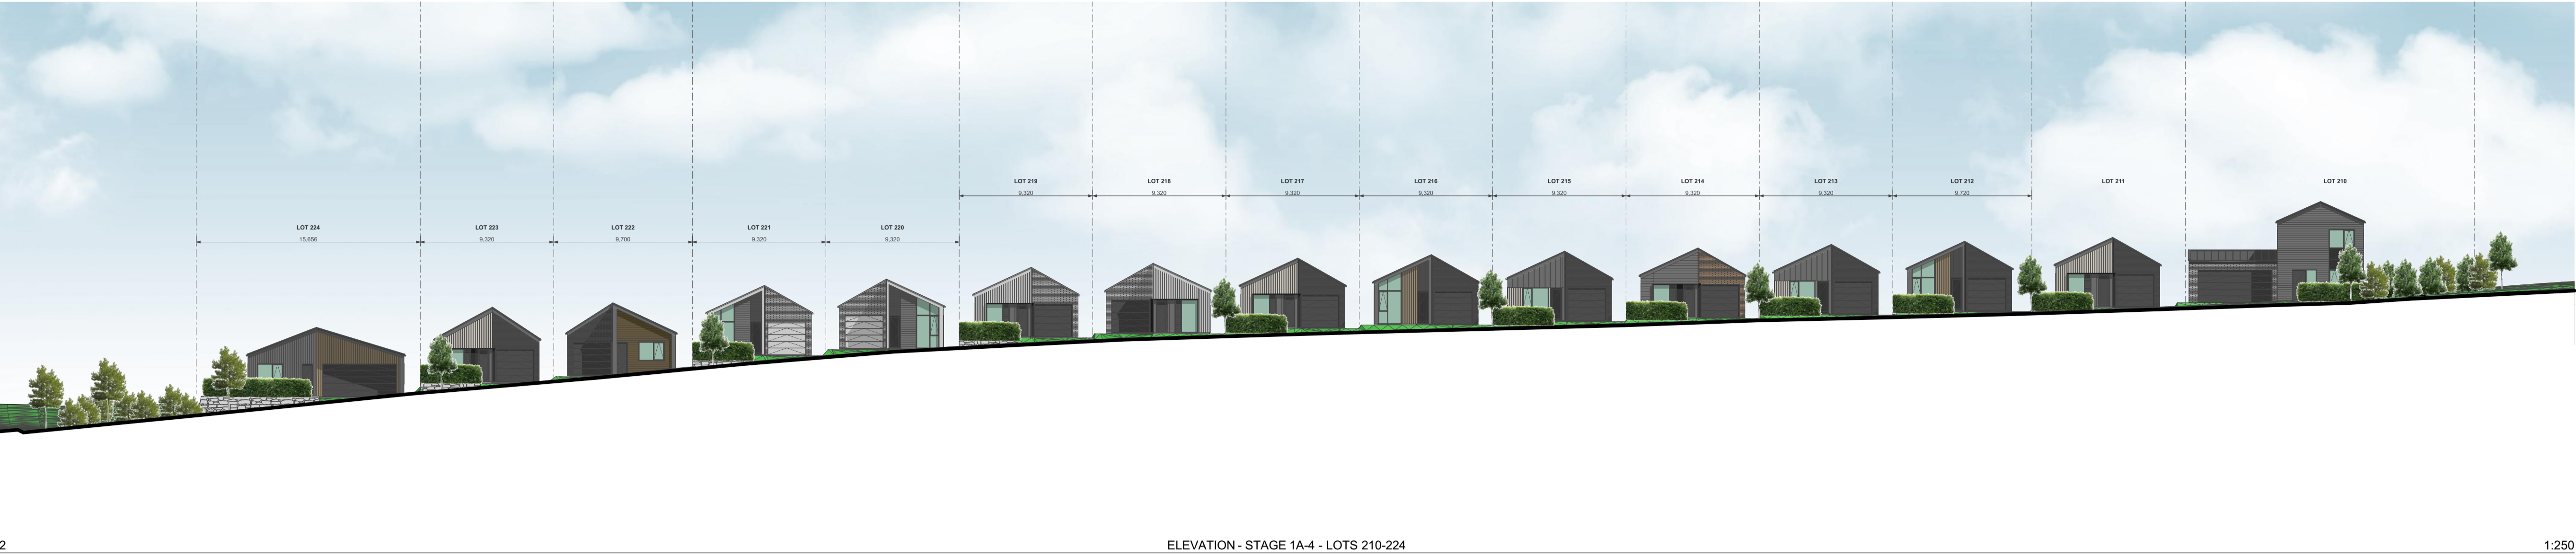 LOT 219
LOT 218
LOT 217
LOT 216
LOT 215
LOT 214
LOT 213
LOT 212
LOT 211
LOT 210
9,320
9,320
9,320
9,320
9,320
9,320
9,320
9,720
LOT 224
LOT 223
LOT 222
LOT 221
LOT 220
15,656
9,320
9,700
9,320
9,320
2
ELEVATION - STAGE 1A-4 - LOTS 210-224
1:250